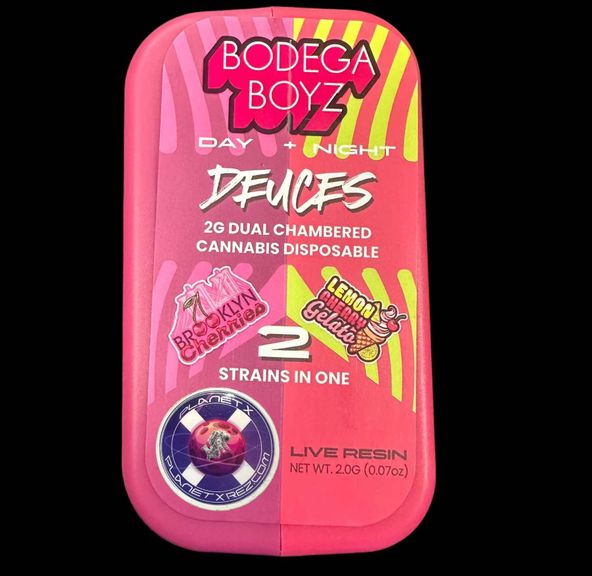 BODEGA
BOYZ
DAY + NIGHT
DEUCES
2G DUAL CHAMBERED
CANNABIS DISPOSABLE
BROOKLYN
Cherries
LEMON
CHERRY
Gelato
2
STRAINS IN ONE
PLANET X
PLANETXREZ.COM
LIVE RESIN
NET WT. 2.0G (0.07oz)